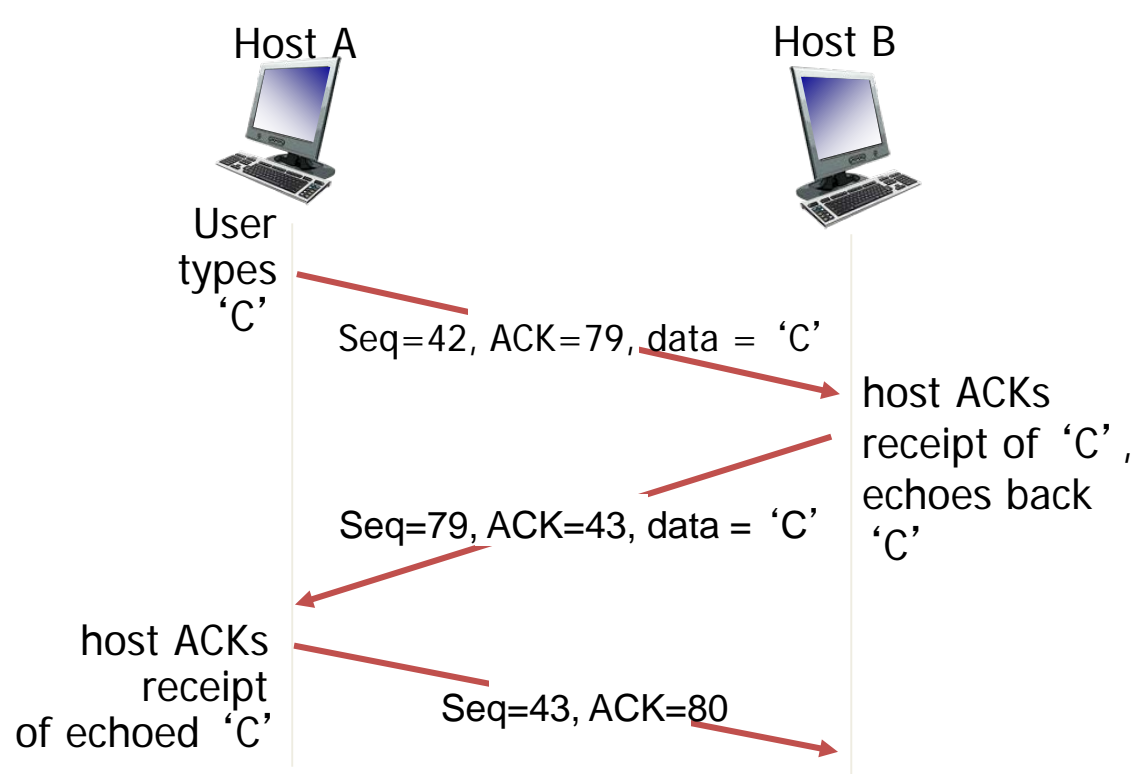 Host A
Host B
User
types
‘C’
Seq=42, ACK=79, data = ‘C’
host ACKs
receipt of ‘C’,
echoes back
‘C’
Seq=79, ACK=43, data = ‘C’
host ACKs
receipt
of echoed ‘C’
Seq=43, ACK=80